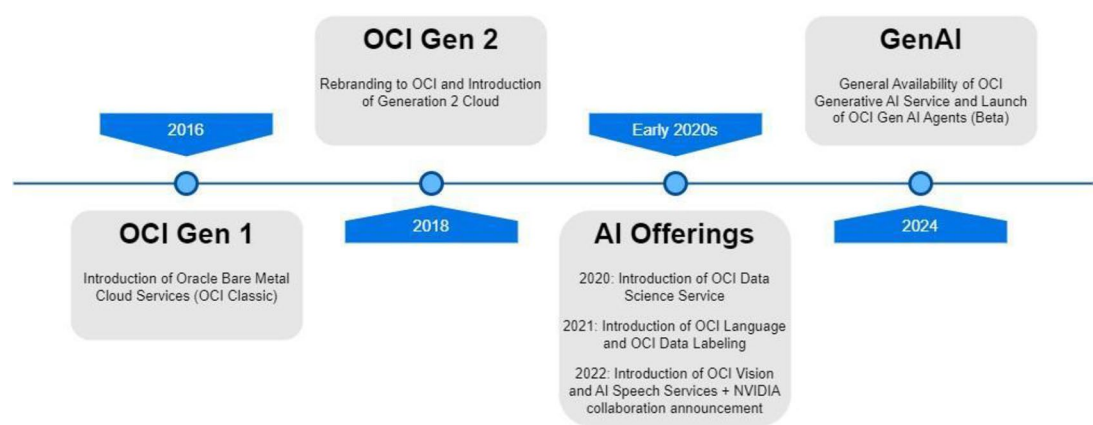 OCI Gen 2
Rebranding to OCI and Introduction
of Generation 2 Cloud
GenAI
General Availability of OCI
Generative AI Service and Launch
of OCI Gen AI Agents (Beta)
2016
Early 2020s
OCI Gen 1
Introduction of Oracle Bare Metal
Cloud Services (OCI Classic)
2018
AI Offerings
2020: Introduction of OCI Data
Science Service
2021: Introduction of OCI Language
and OCI Data Labeling
2022: Introduction of OCI Vision
and AI Speech Services + NVIDIA
collaboration announcement
2024